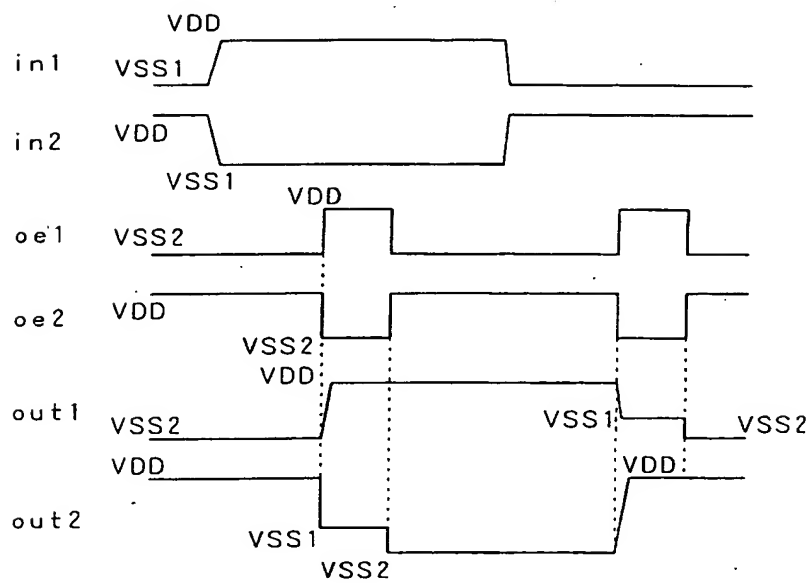 VDD
in1 VSS1
in2 VDD
VSS1
VDD
oe1 VSS2
oe2 VDD
VSS2
VDD
out1 VSS2 VSS1 VSS2
VDD VDD
out2 VSS1
VSS2